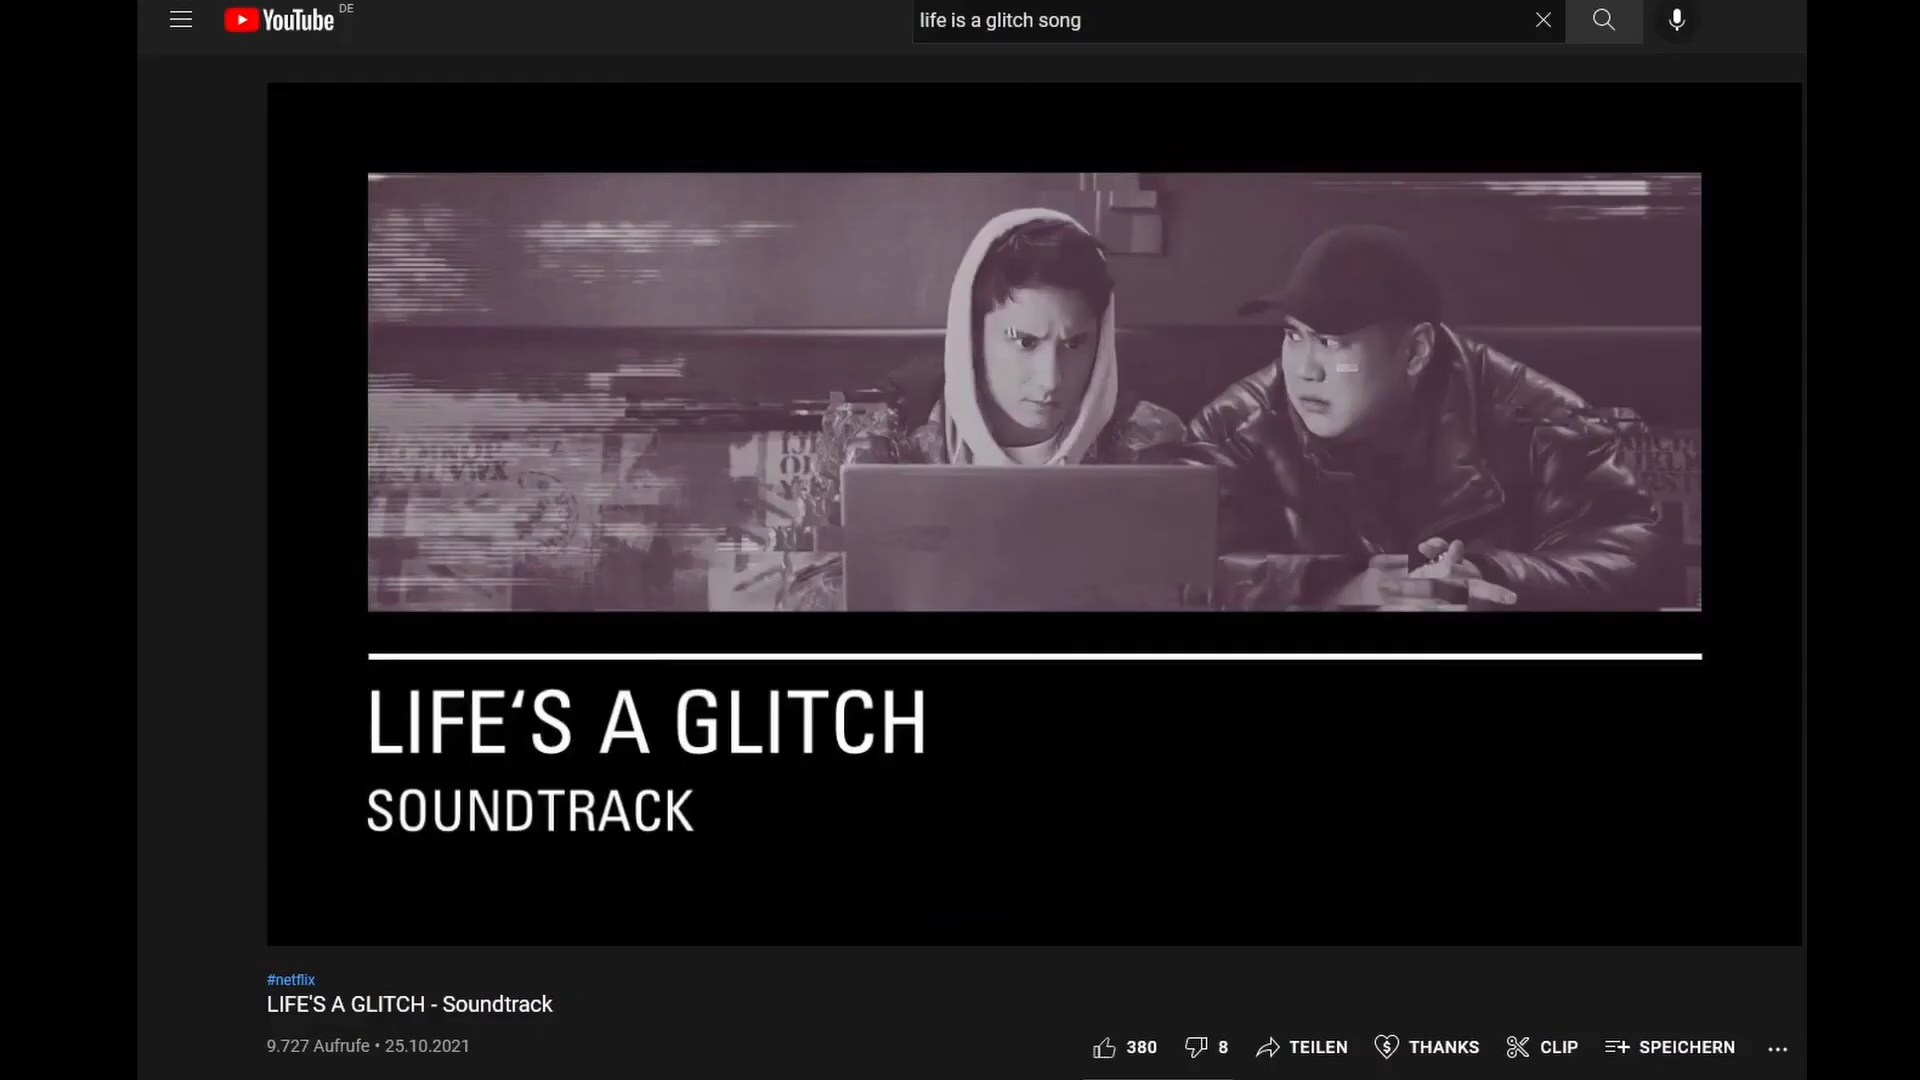 YouTube DE
life is a glitch song
LIFE‘S A GLITCH
SOUNDTRACK
#netflix
LIFE'S A GLITCH - Soundtrack
9.727 Aufrufe • 25.10.2021
380 8 TEILEN THANKS CLIP SPEICHERN